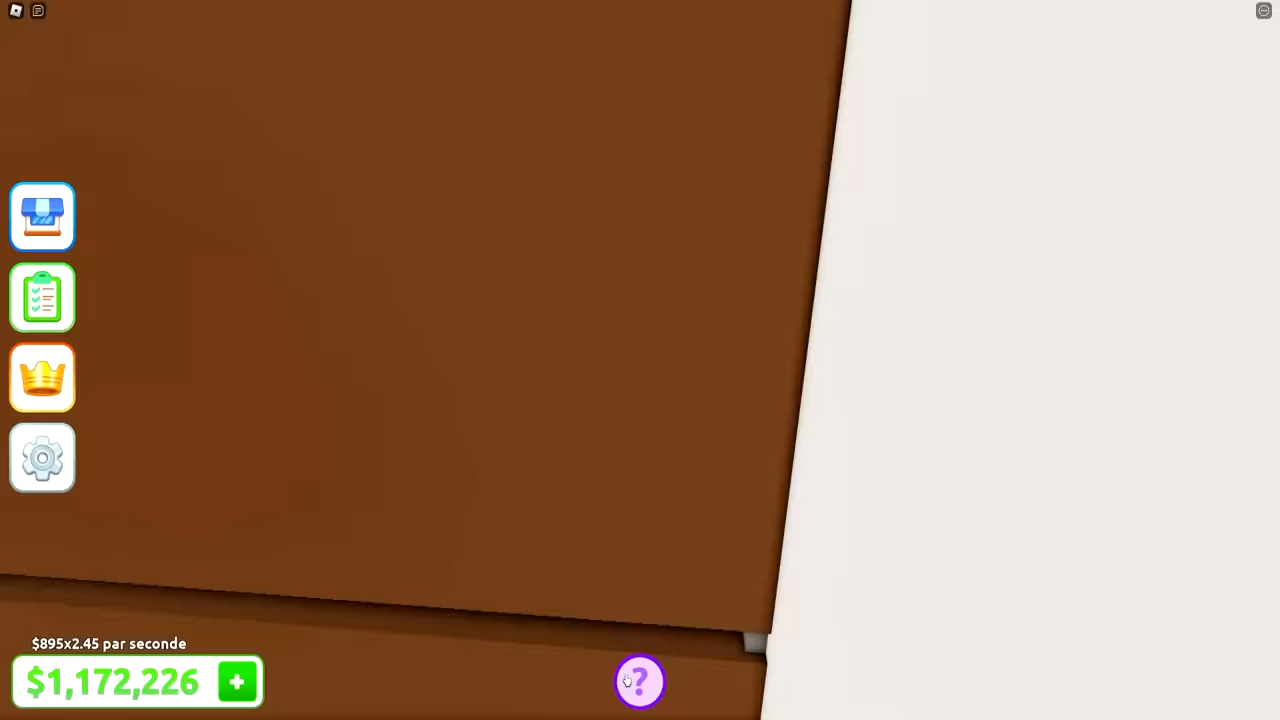 $895x2.45 par seconde
$1,172,226 +
?